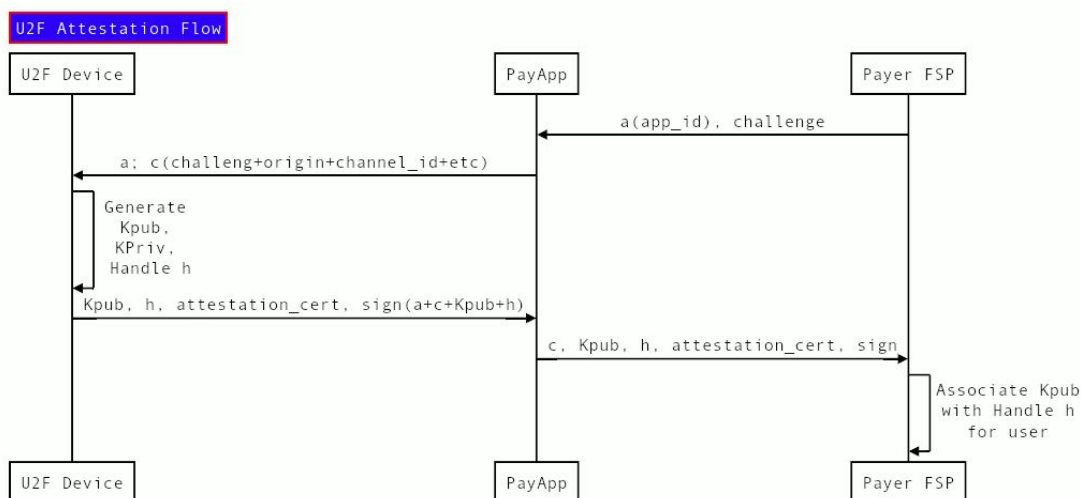 U2F Attestation Flow
U2F Device
PayApp
Payer FSP
a(app_id), challenge
a; c(challeng+origin+channel_id+etc)
Generate
Kpub,
KPriv,
Handle h
Kpub, h, attestation_cert, sign(a+c+Kpub+h)
c, Kpub, h, attestation_cert, sign
Associate Kpub
with Handle h
for user
U2F Device
PayApp
Payer FSP